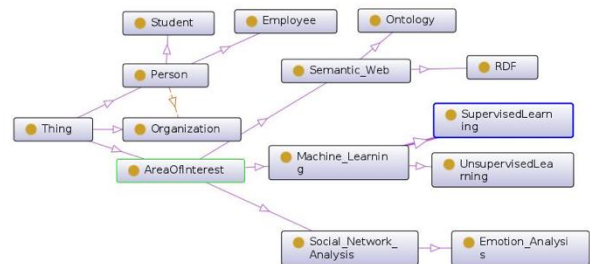 Student
Employee
Ontology
Person
Semantic_Web
RDF
Thing
Organization
SupervisedLearn
ing
AreaOfInterest
Machine_Learnin
g
UnsupervisedLea
rning
Social_Network_
Analysis
Emotion_Analysi
s